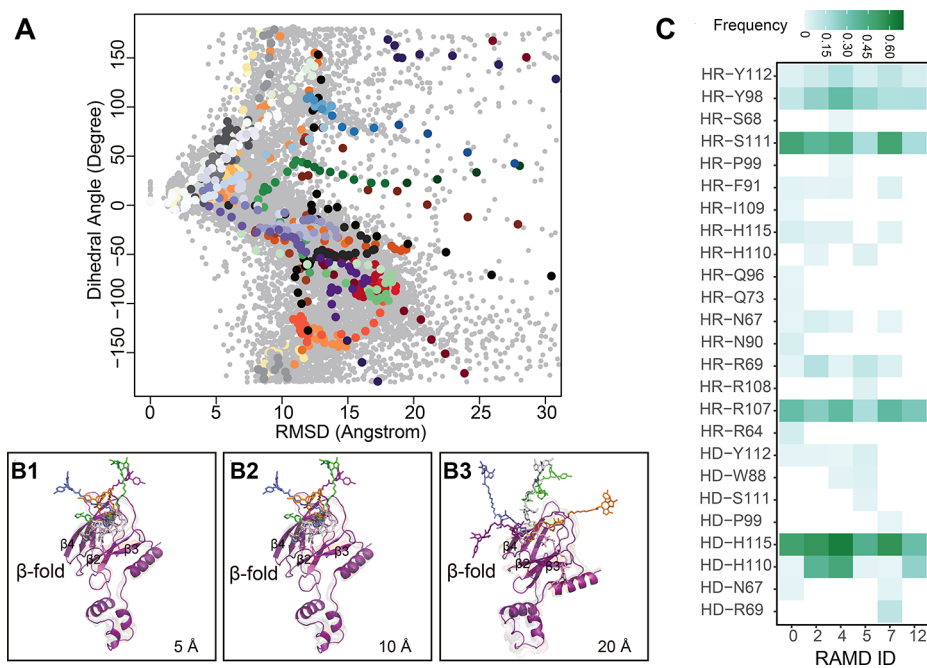 A
Dihedral Angle (Degree)
150
100
50
0
−50
−100
−150
0
5
10
15
20
25
30
RMSD (Angstrom)
B1
β4
β2
β3
β-fold
5 Å
B2
β4
β2
β3
β-fold
10 Å
B3
β4
β2
β3
β-fold
20 Å
C
Frequency
0
0.15
0.30
0.45
0.60
HR−Y112
HR−Y98
HR−S68
HR−S111
HR−P99
HR−F91
HR−I109
HR−H115
HR−H110
HR−Q96
HR−Q73
HR−N67
HR−N90
HR−R69
HR−R108
HR−R107
HR−R64
HD−Y112
HD−W88
HD−S111
HD−P99
HD−H115
HD−H110
HD−N67
HD−R69
0 2 4 5 7 12
RAMD ID